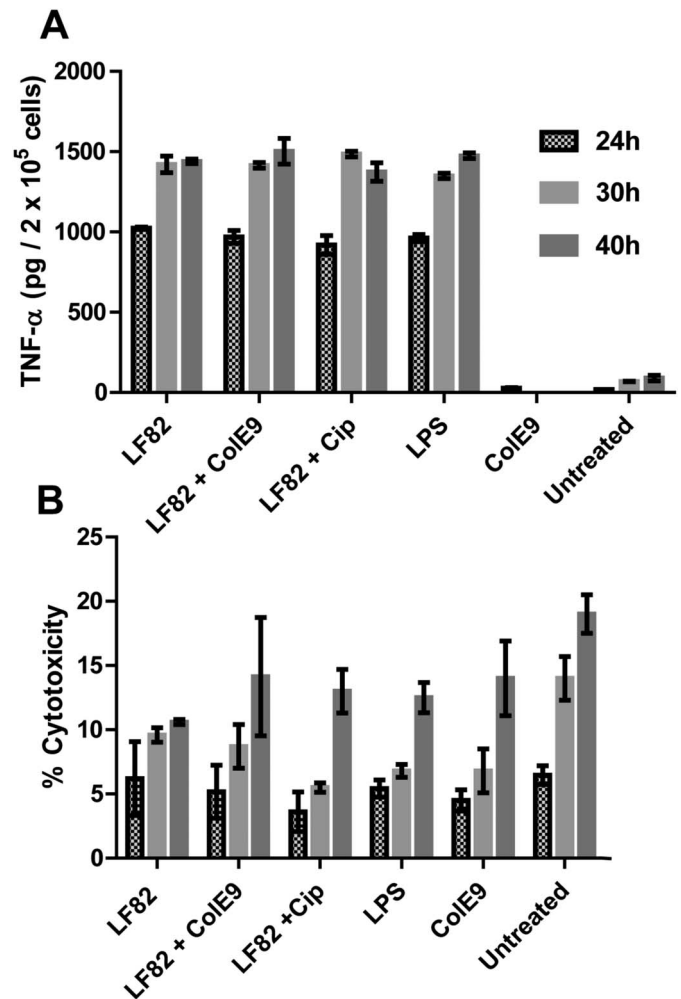 A
TNF-α (pg / 2 x 10⁵ cells)
2000
1500
1000
500
0
24h
30h
40h
LF82
LF82 + ColE9
LF82 + Cip
LPS
ColE9
Untreated
B
% Cytotoxicity
25
20
15
10
5
0
LF82
LF82 + ColE9
LF82 +Cip
LPS
ColE9
Untreated